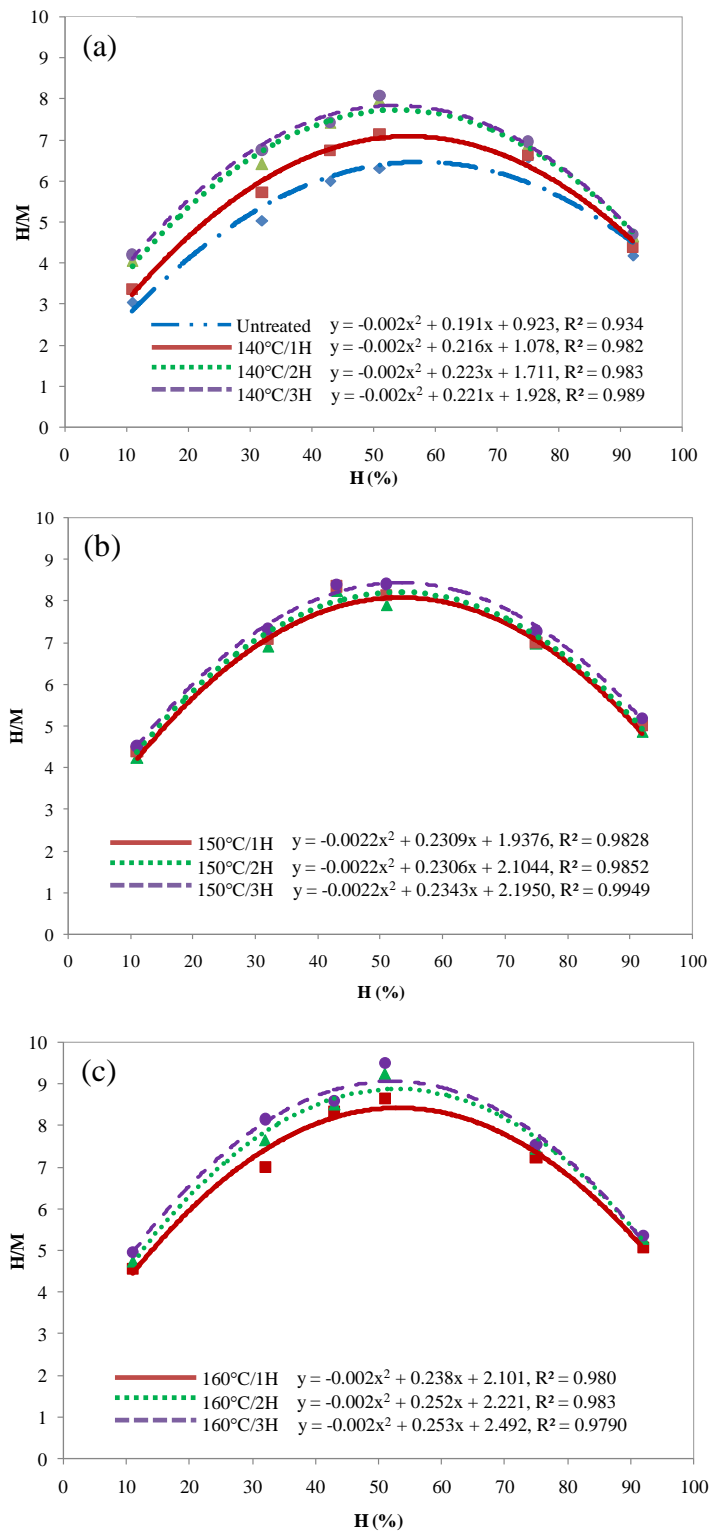 (a)
10
9
8
7
6
5
4
3
2
1
0
H/M
Untreated y = -0.002x² + 0.191x + 0.923, R² = 0.934
140°C/1H y = -0.002x² + 0.216x + 1.078, R² = 0.982
140°C/2H y = -0.002x² + 0.223x + 1.711, R² = 0.983
140°C/3H y = -0.002x² + 0.221x + 1.928, R² = 0.989
0 10 20 30 40 50 60 70 80 90 100
H (%)
(b)
10
9
8
7
6
5
4
3
2
1
0
H/M
150°C/1H y = -0.0022x² + 0.2309x + 1.9376, R² = 0.9828
150°C/2H y = -0.0022x² + 0.2306x + 2.1044, R² = 0.9852
150°C/3H y = -0.0022x² + 0.2343x + 2.1950, R² = 0.9949
0 10 20 30 40 50 60 70 80 90 100
H (%)
(c)
10
9
8
7
6
5
4
3
2
1
0
H/M
160°C/1H y = -0.002x² + 0.238x + 2.101, R² = 0.980
160°C/2H y = -0.002x² + 0.252x + 2.221, R² = 0.983
160°C/3H y = -0.002x² + 0.253x + 2.492, R² = 0.9790
0 10 20 30 40 50 60 70 80 90 100
H (%)